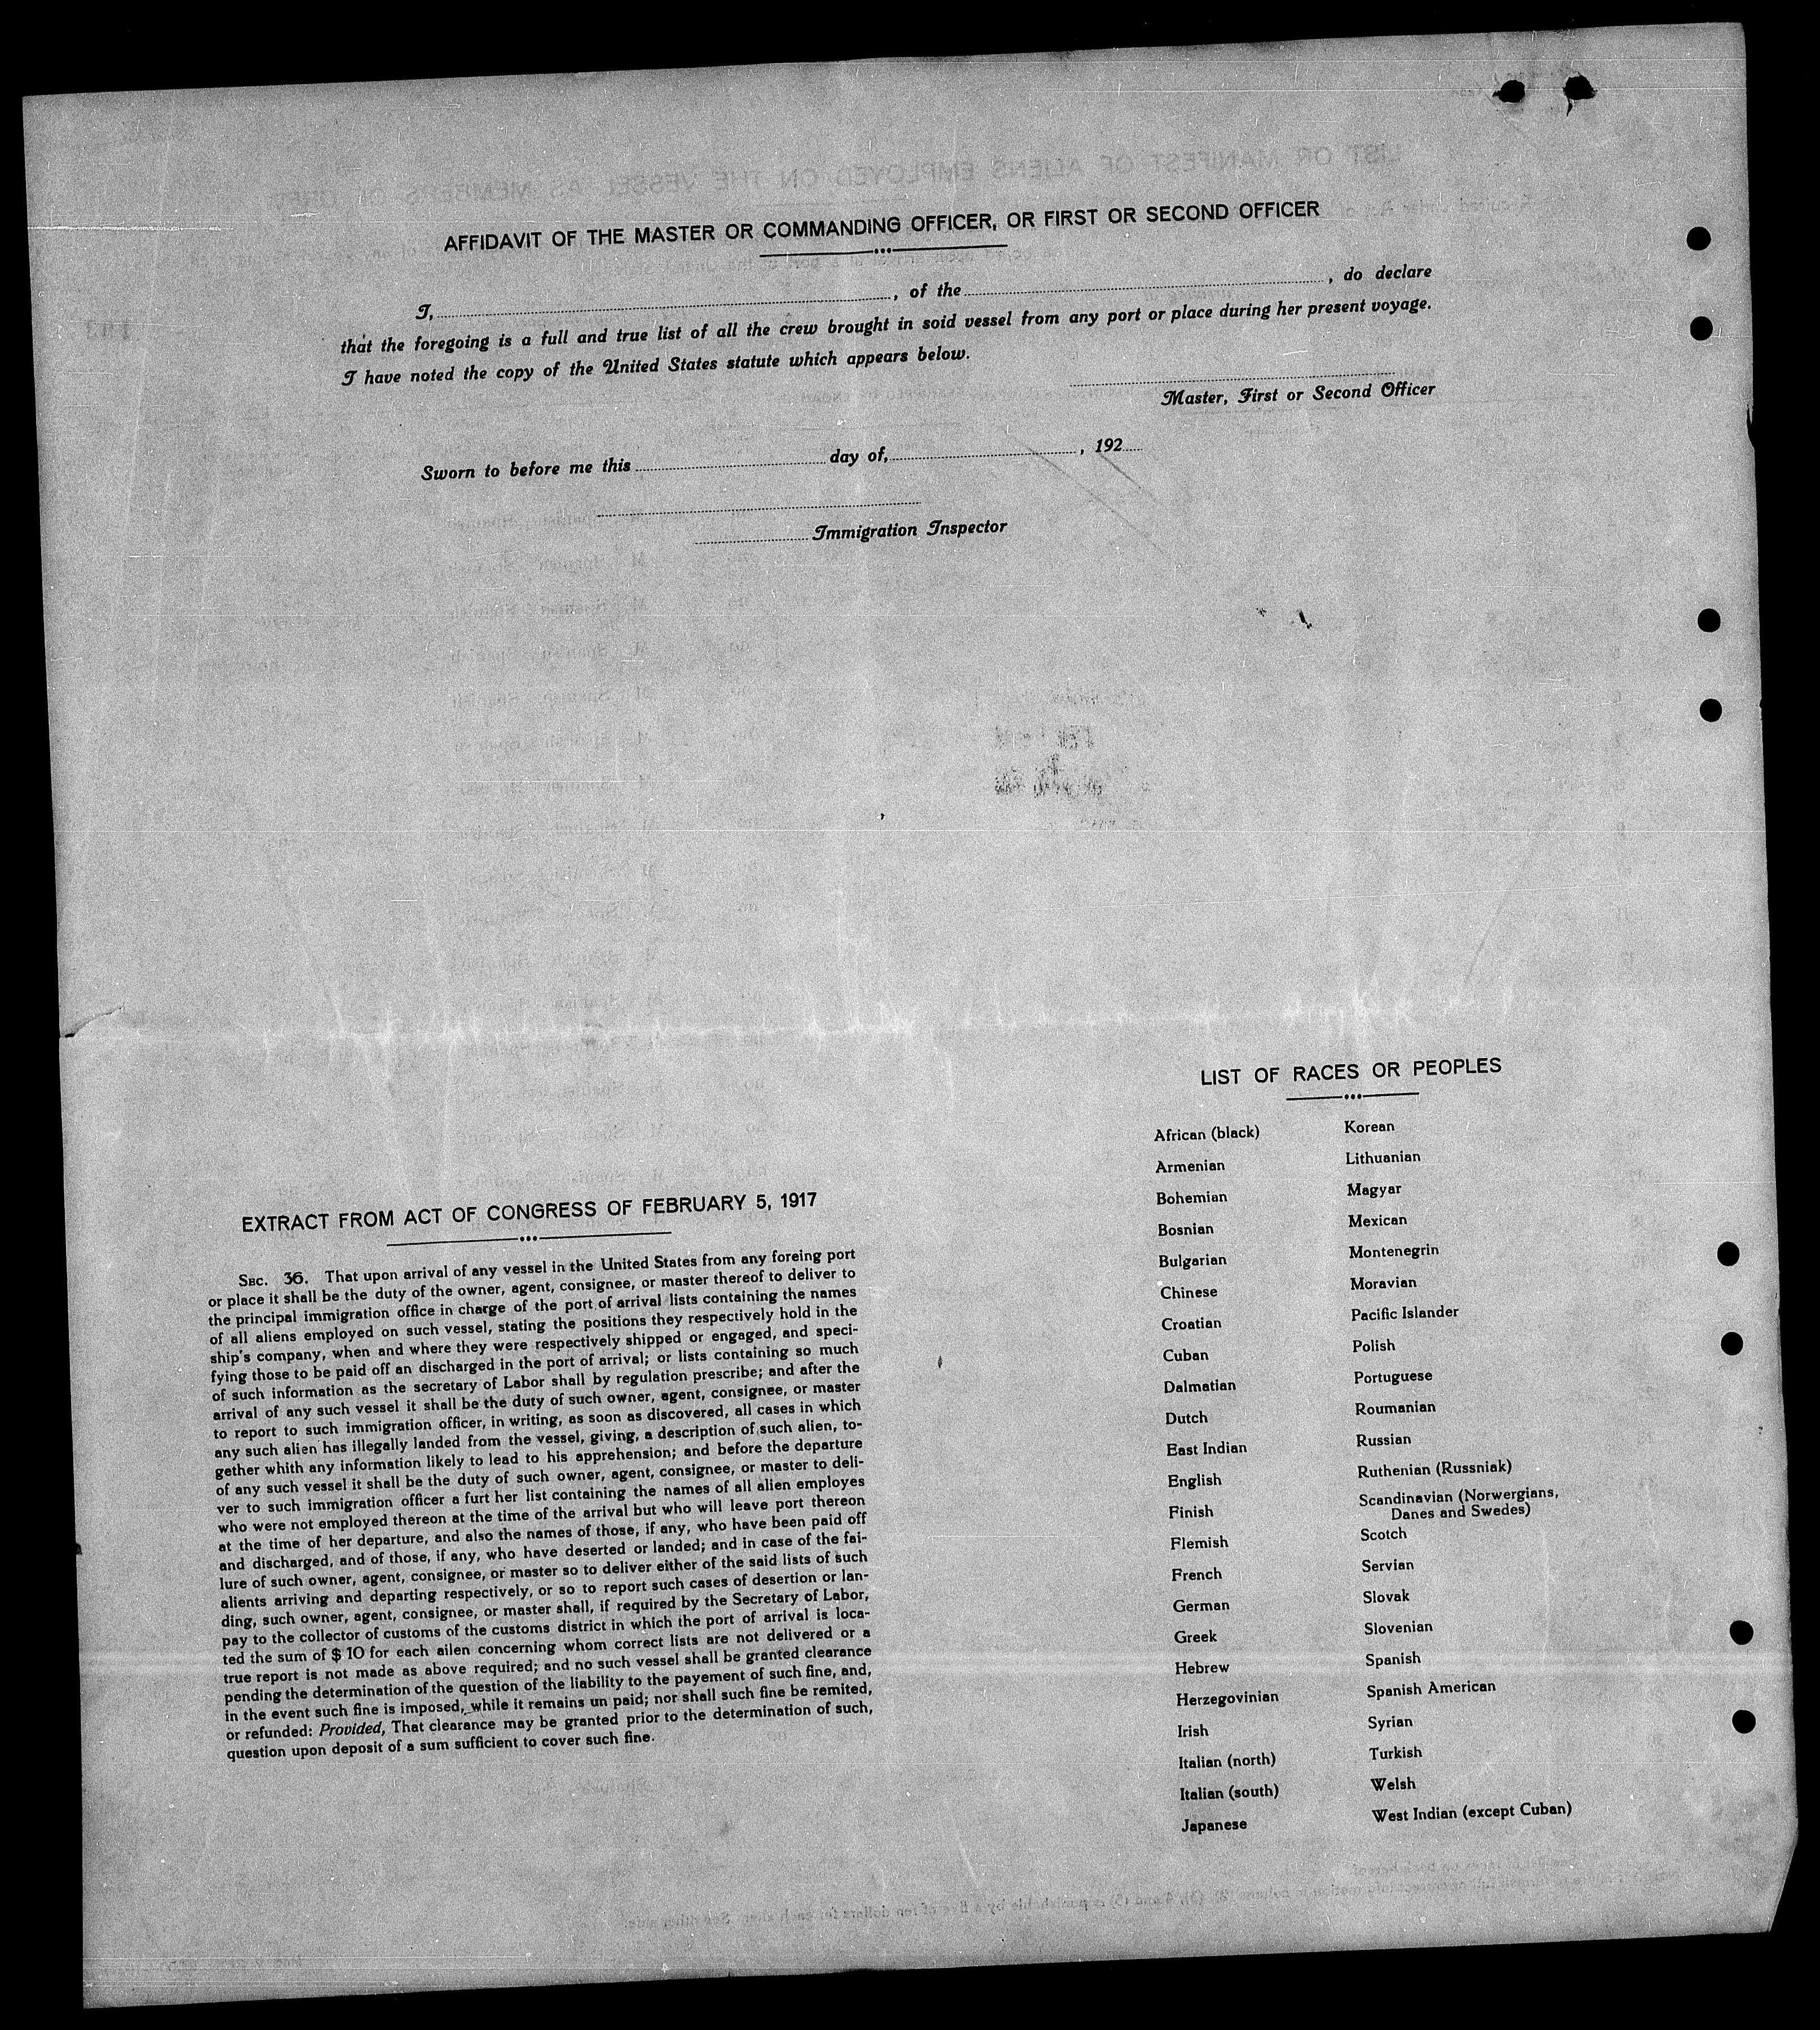 AFFIDAVIT OF THE MASTER OR COMMANDING OFFICER, OR FIRST OR SECOND OFFICER
I, , of the , do declare
that the foregoing is a full and true list of all the crew brought in soid vessel from any port or place during her present voyage.
I have noted the copy of the United States statute which appears below.
Master, First or Second Officer
Sworn to before me this day of, , 192
Immigration Inspector
EXTRACT FROM ACT OF CONGRESS OF FEBRUARY 5, 1917
SEC. 36. That upon arrival of any vessel in the United States from any foreing port
or place it shall be the duty of the owner, agent, consignee, or master thereof to deliver to
the principal immigration office in charge of the port of arrival lists containing the names
of all aliens employed on such vessel, stating the positions they respectively hold in the
ship's company, when and where they were respectively shipped or engaged, and speci-
fying those to be paid off an discharged in the port of arrival; or lists containing so much
of such information as the secretary of Labor shall by regulation prescribe; and after the
arrival of any such vessel it shall be the duty of such owner, agent, consignee, or master
to report to such immigration officer, in writing, as soon as discovered, all cases in which
any such alien has illegally landed from the vessel, giving, a description of such alien, to-
gether whith any information likely to lead to his apprehension; and before the departure
of any such vessel it shall be the duty of such owner, agent, consignee, or master to deli-
ver to such immigration officer a furt her list containing the names of all alien employes
who were not employed thereon at the time of the arrival but who will leave port thereon
at the time of her departure, and also the names of those, if any, who have been paid off
and discharged, and of those, if any, who have deserted or landed; and in case of the fai-
lure of such owner, agent, consignee, or master so to deliver either of the said lists of such
alients arriving and departing respectively, or so to report such cases of desertion or lan-
ding, such owner, agent, consignee, or master shall, if required by the Secretary of Labor,
pay to the collector of customs of the customs district in which the port of arrival is loca-
ted the sum of $ 10 for each ailen concerning whom correct lists are not delivered or a
true report is not made as above required; and no such vessel shall be granted clearance
pending the determination of the question of the liability to the payement of such fine, and,
in the event such fine is imposed, while it remains un paid; nor shall such fine be remited,
or refunded: Provided, That clearance may be granted prior to the determination of such,
question upon deposit of a sum sufficient to cover such fine.
LIST OF RACES OR PEOPLES
African (black)
Armenian
Bohemian
Bosnian
Bulgarian
Chinese
Croatian
Cuban
Dalmatian
Dutch
East Indian
English
Finish
Flemish
French
German
Greek
Hebrew
Herzegovinian
Irish
Italian (north)
Italian (south)
Japanese
Korean
Lithuanian
Magyar
Mexican
Montenegrin
Moravian
Pacific Islander
Polish
Portuguese
Roumanian
Russian
Ruthenian (Russniak)
Scandinavian (Norwergians,
Danes and Swedes)
Scotch
Servian
Slovak
Slovenian
Spanish
Spanish American
Syrian
Turkish
Welsh
West Indian (except Cuban)